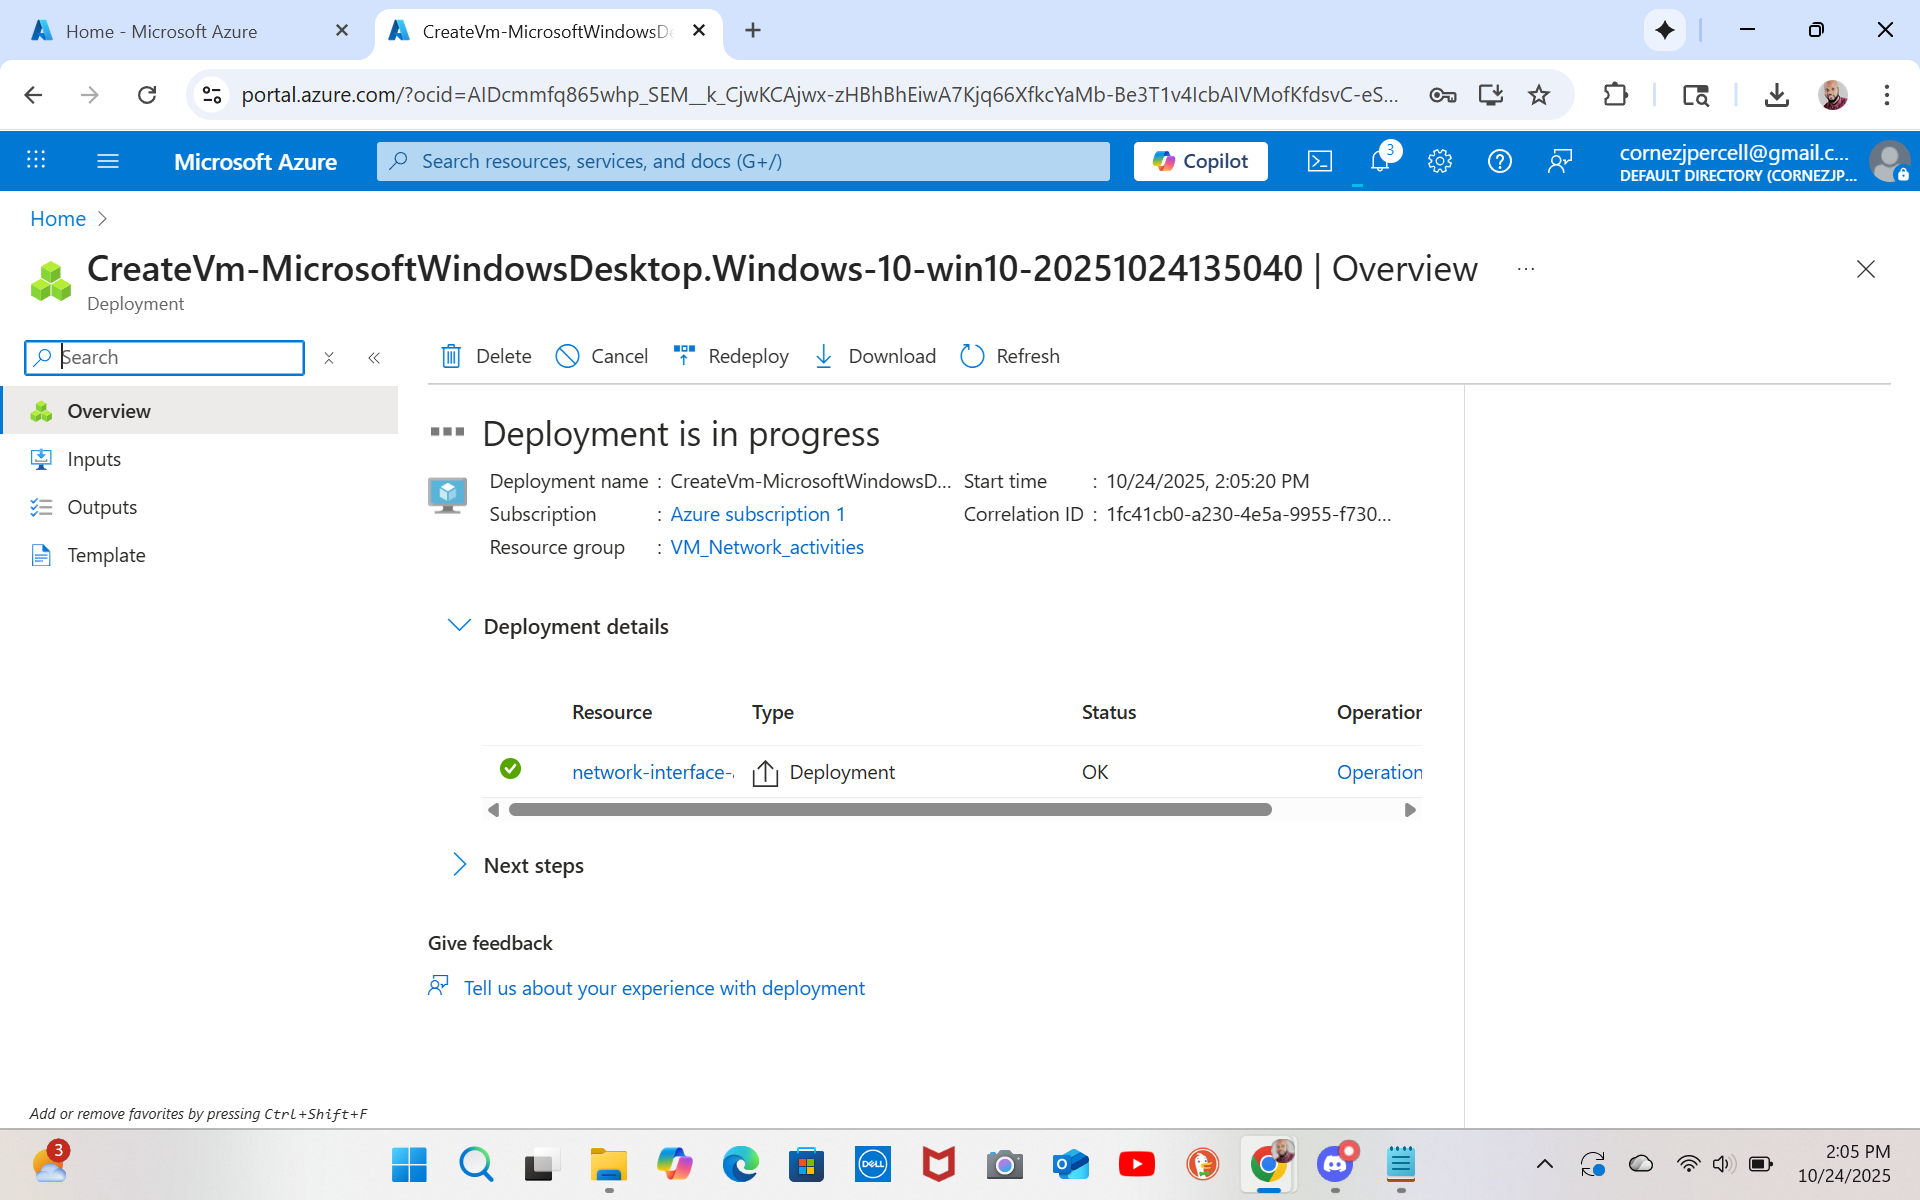 Home - Microsoft Azure
CreateVm-MicrosoftWindowsDe
portal.azure.com/?ocid=AIDcmmfq865whp_SEM__k_CjwKCAjwx-zHBhBhEiwA7Kjq66XfkcYaMb-Be3T1v4IcbAIVMofKfdsvC-eS...
Microsoft Azure
Search resources, services, and docs (G+/)
Copilot
3
cornezjpercell@gmail.c...
DEFAULT DIRECTORY (CORNEZJP...
Home
CreateVm-MicrosoftWindowsDesktop.Windows-10-win10-20251024135040 | Overview
Deployment
Search
Delete
Cancel
Redeploy
Download
Refresh
Overview
Inputs
Outputs
Template
Deployment is in progress
Deployment name : CreateVm-MicrosoftWindowsD...
Start time : 10/24/2025, 2:05:20 PM
Subscription : Azure subscription 1
Correlation ID : 1fc41cb0-a230-4e5a-9955-f730...
Resource group : VM_Network_activities
Deployment details
Resource Type Status Operation
network-interface- Deployment OK Operation
Next steps
Give feedback
Tell us about your experience with deployment
Add or remove favorites by pressing Ctrl+Shift+F
3
DELL
2:05 PM
10/24/2025